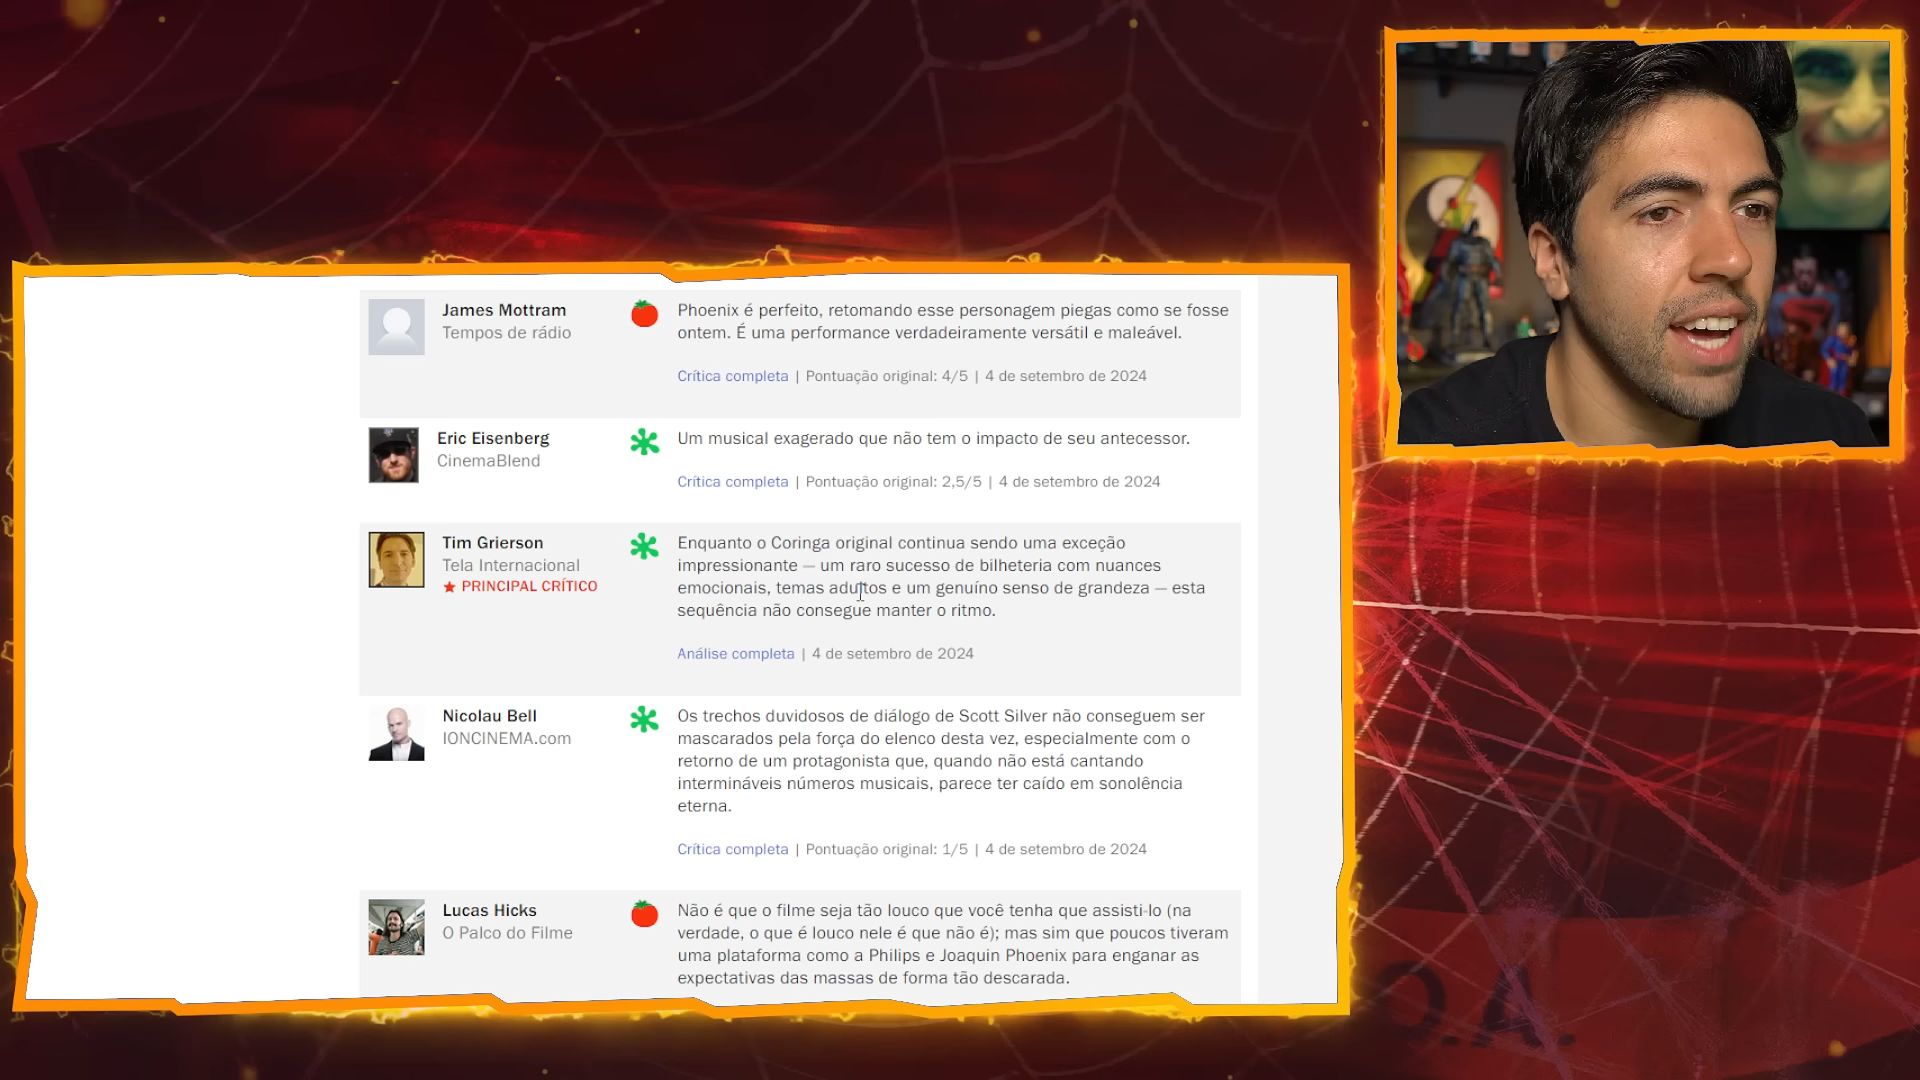 James Mottram
Tempos de rádio
Phoenix é perfeito, retomando esse personagem piegas como se fosse
ontem. É uma performance verdadeiramente versátil e maleável.
Crítica completa | Pontuação original: 4/5 | 4 de setembro de 2024
Eric Eisenberg
CinemaBlend
Um musical exagerado que não tem o impacto de seu antecessor.
Crítica completa | Pontuação original: 2,5/5 | 4 de setembro de 2024
Tim Grierson
Tela Internacional
PRINCIPAL CRÍTICO
Enquanto o Coringa original continua sendo uma exceção
impressionante — um raro sucesso de bilheteria com nuances
emocionais, temas adultos e um genuíno senso de grandeza — esta
sequência não consegue manter o ritmo.
Análise completa | 4 de setembro de 2024
Nicolau Bell
IONCINEMA.com
Os trechos duvidosos de diálogo de Scott Silver não conseguem ser
mascarados pela força do elenco desta vez, especialmente com o
retorno de um protagonista que, quando não está cantando
intermináveis números musicais, parece ter caído em sonolência
eterna.
Crítica completa | Pontuação original: 1/5 | 4 de setembro de 2024
Lucas Hicks
O Palco do Filme
Não é que o filme seja tão louco que você tenha que assisti-lo (na
verdade, o que é louco nele é que não é); mas sim que poucos tiveram
uma plataforma como a Philips e Joaquin Phoenix para enganar as
expectativas das massas de forma tão descarada.